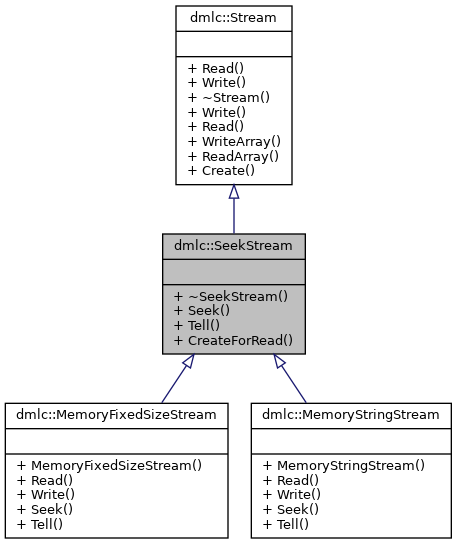 dmlc::Stream
+ Read()
+ Write()
+ ~Stream()
+ Write()
+ Read()
+ WriteArray()
+ ReadArray()
+ Create()
dmlc::SeekStream
+ ~SeekStream()
+ Seek()
+ Tell()
+ CreateForRead()
dmlc::MemoryFixedSizeStream
+ MemoryFixedSizeStream()
+ Read()
+ Write()
+ Seek()
+ Tell()
dmlc::MemoryStringStream
+ MemoryStringStream()
+ Read()
+ Write()
+ Seek()
+ Tell()